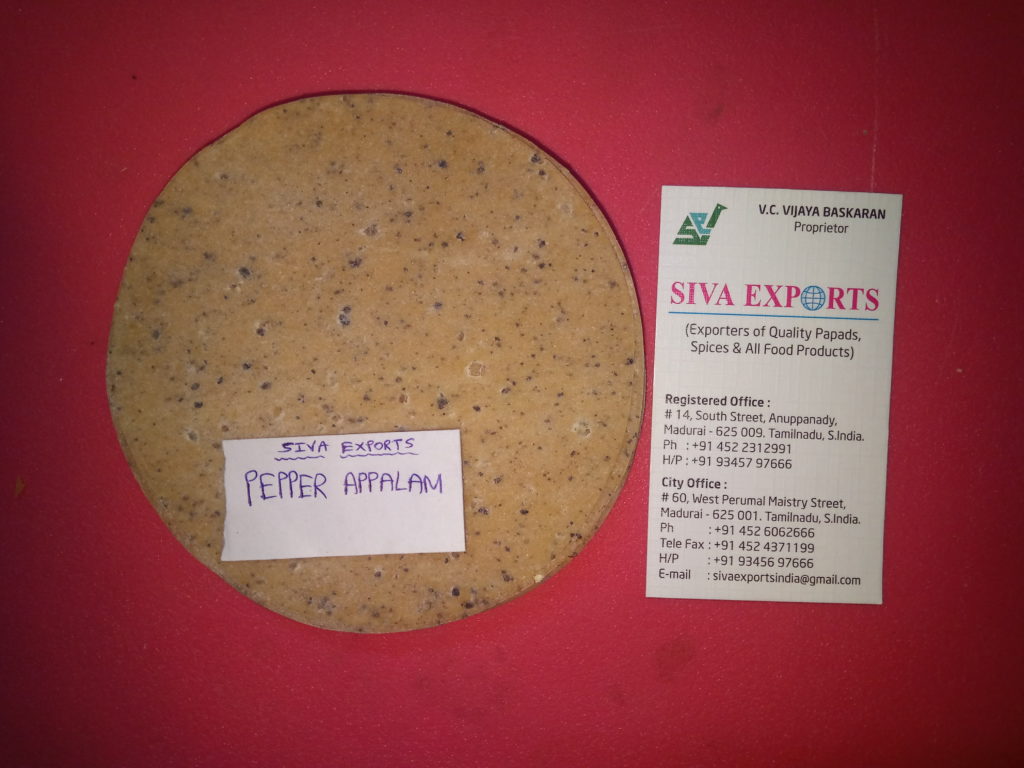 SIVA EXPORTS
PEPPER APPALAM
V.C. VIJAYA BASKARAN
Proprietor
SIVA EXPORTS
(Exporters of Quality Papads,
Spices & All Food Products)
Registered Office :
# 14, South Street, Anuppanady,
Madurai - 625 009. Tamilnadu, S.India.
Ph : +91 452 2312991
H/P : +91 93457 97666
City Office :
# 60, West Perumal Maistry Street,
Madurai - 625 001. Tamilnadu, S.India.
Ph : +91 452 6062666
Tele Fax : +91 452 4371199
H/P : +91 93456 97666
E-mail : sivaexportsindia@gmail.com